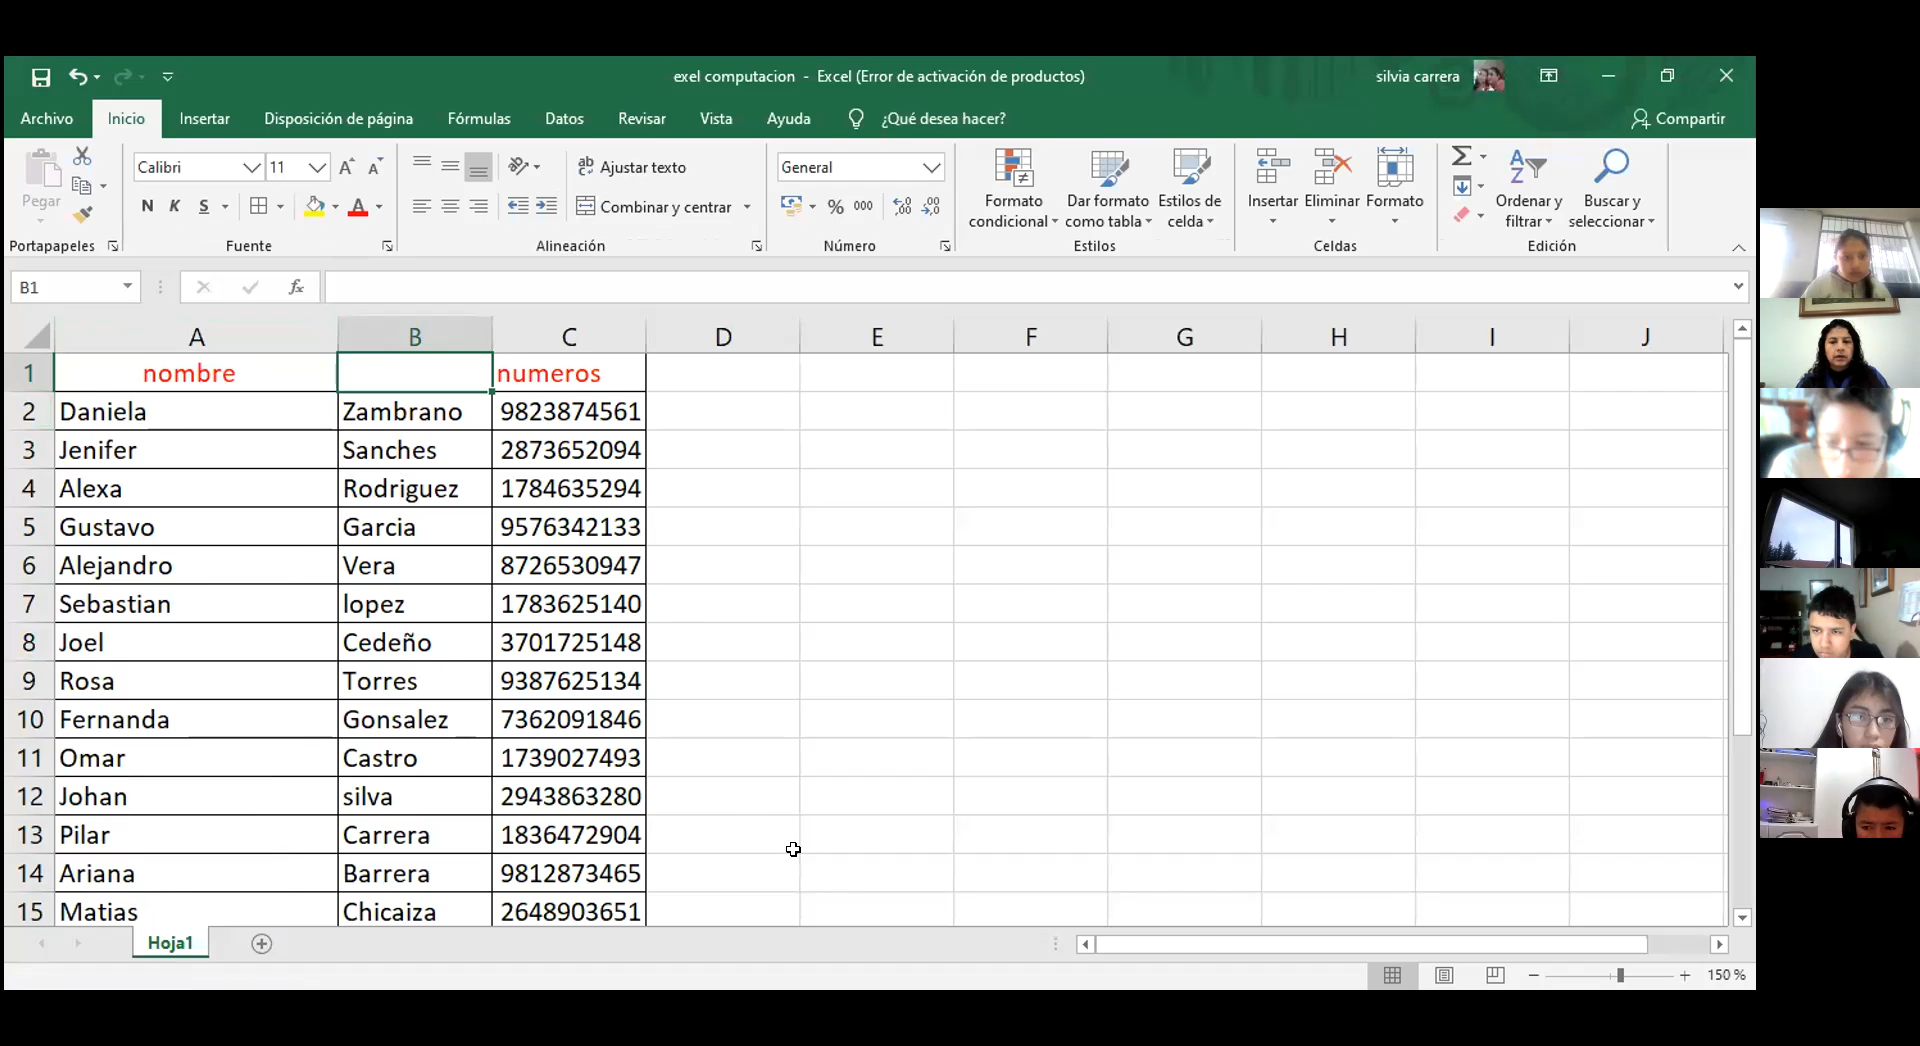 exel computacion - Excel (Error de activación de productos)
silvia carrera
Archivo Inicio Insertar Disposición de página Fórmulas Datos Revisar Vista Ayuda ¿Qué desea hacer? Compartir
Calibri 11 Ajustar texto General
Pegar
N K S Combinar y centrar % 000
Formato condicional
Dar formato como tabla
Estilos de celda
Insertar Eliminar Formato
Ordenar y filtrar
Buscar y seleccionar
Portapapeles Fuente Alineación Número Estilos Celdas Edición
B1 fx
A B C D E F G H I J
1 nombre numeros
2 Daniela Zambrano 9823874561
3 Jenifer Sanches 2873652094
4 Alexa Rodriguez 1784635294
5 Gustavo Garcia 9576342133
6 Alejandro Vera 8726530947
7 Sebastian lopez 1783625140
8 Joel Cedeño 3701725148
9 Rosa Torres 9387625134
10 Fernanda Gonsalez 7362091846
11 Omar Castro 1739027493
12 Johan silva 2943863280
13 Pilar Carrera 1836472904
14 Ariana Barrera 9812873465
15 Matias Chicaiza 2648903651
Hoja1
150 %